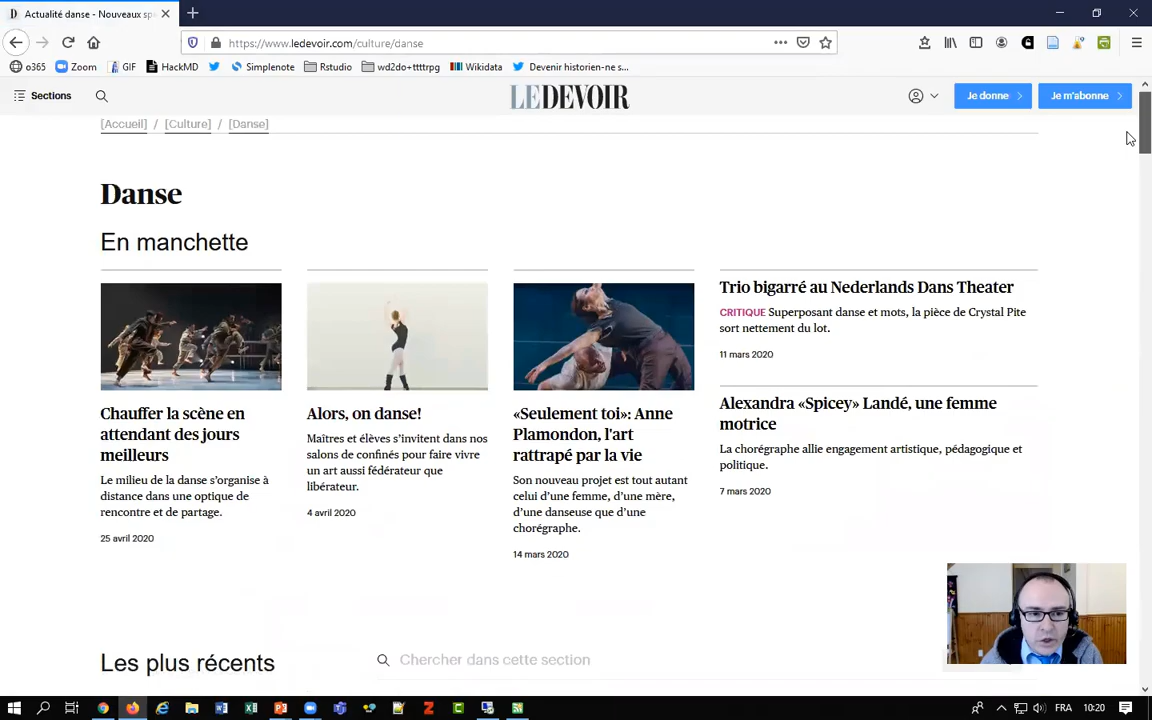 D Actualité danse - Nouveaux sp
https://www.ledevoir.com/culture/danse
o365 Zoom GIF HackMD Simplenote Rstudio wd2do+ttttrpg Wikidata Devenir historien-ne s...
Sections
LE DEVOIR
Je donne
Je m'abonne
[Accueil] / [Culture] / [Danse]
Danse
En manchette
Chauffer la scène en
attendant des jours
meilleurs
Le milieu de la danse s’organise à
distance dans une optique de
rencontre et de partage.
25 avril 2020
Alors, on danse!
Maîtres et élèves s’invitent dans nos
salons de confinés pour faire vivre
un art aussi fédérateur que
libérateur.
4 avril 2020
«Seulement toi»: Anne
Plamondon, l'art
rattrapé par la vie
Son nouveau projet est tout autant
celui d’une femme, d’une mère,
d’une danseuse que d’une
chorégraphe.
14 mars 2020
Trio bigarré au Nederlands Dans Theater
CRITIQUE Superposant danse et mots, la pièce de Crystal Pite
sort nettement du lot.
11 mars 2020
Alexandra «Spicey» Landé, une femme
motrice
La chorégraphe allie engagement artistique, pédagogique et
politique.
7 mars 2020
Les plus récents
Chercher dans cette section
FRA 10:20